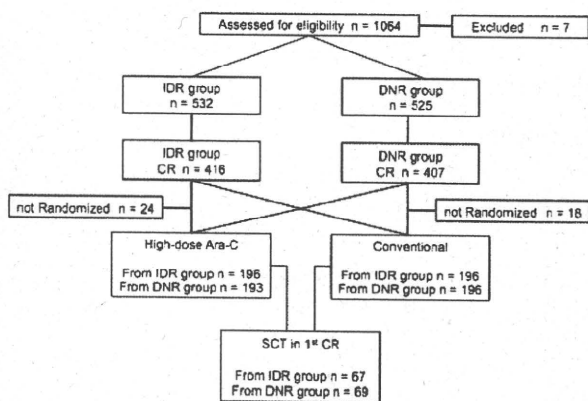 Assessed for eligibility n = 1064
Excluded n = 7
IDR group
n = 532
DNR group
n = 525
IDR group
CR n = 416
DNR group
CR n = 407
not Randomized n = 24
not Randomized n = 18
High-dose Ara-C
From IDR group n = 196
From DNR group n = 193
Conventional
From IDR group n = 196
From DNR group n = 196
SCT in 1st CR
From IDR group n = 67
From DNR group n = 69